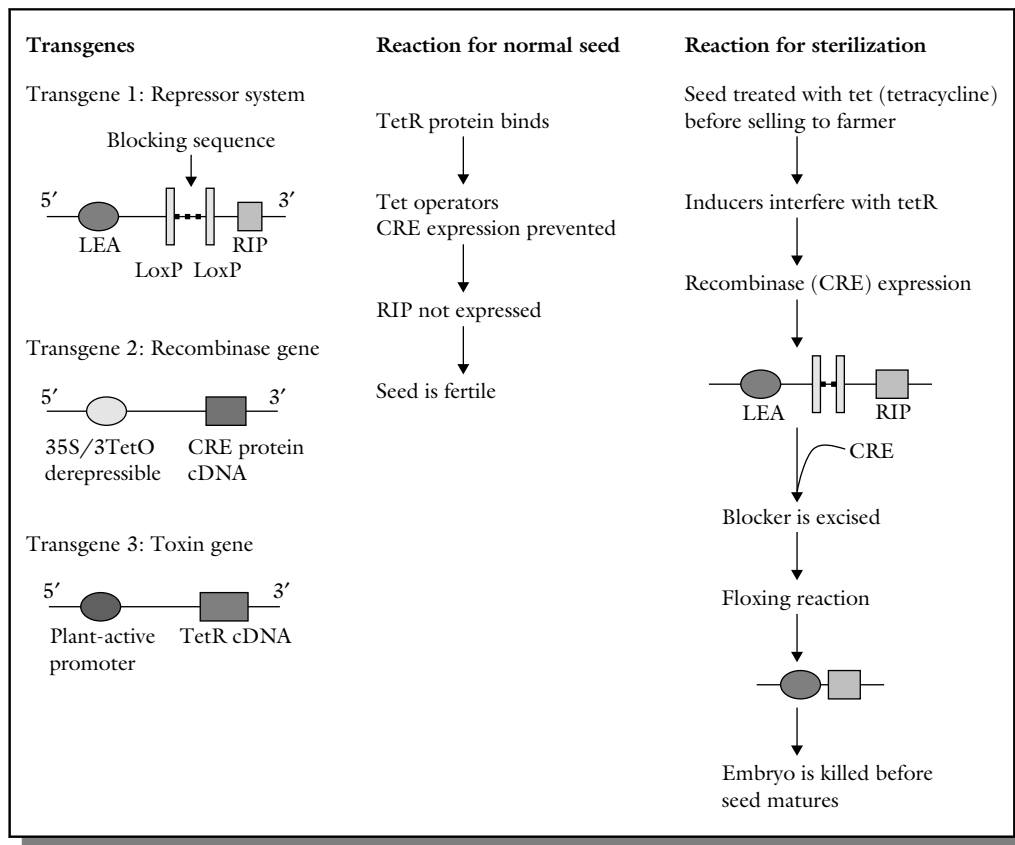 Transgenes
Transgene 1: Repressor system
Blocking sequence
5′ 3′
LEA RIP
LoxP LoxP
Transgene 2: Recombinase gene
5′ 3′
35S/3TetO CRE protein
derepressible cDNA
Transgene 3: Toxin gene
5′ 3′
Plant-active TetR cDNA
promoter
Reaction for normal seed
TetR protein binds
Tet operators
CRE expression prevented
RIP not expressed
Seed is fertile
Reaction for sterilization
Seed treated with tet (tetracycline)
before selling to farmer
Inducers interfere with tetR
Recombinase (CRE) expression
LEA RIP
CRE
Blocker is excised
Floxing reaction
Embryo is killed before
seed matures